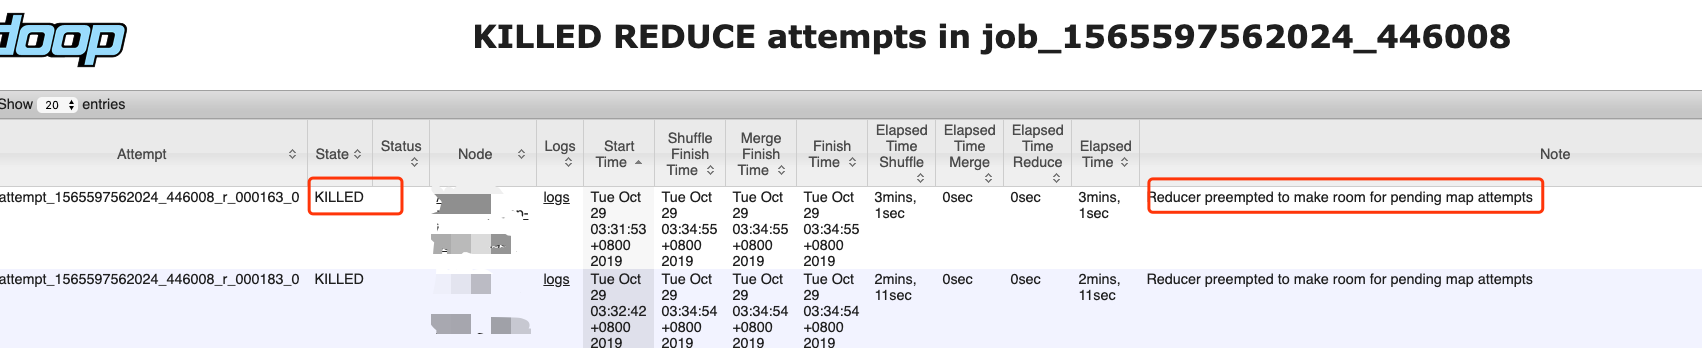 doop
KILLED REDUCE attempts in job_1565597562024_446008
Show 20 entries
Attempt State Status Node Logs Start Time Shuffle Finish Time Merge Finish Time Finish Time Elapsed Time Shuffle Elapsed Time Merge Elapsed Time Reduce Elapsed Time Note
attempt_1565597562024_446008_r_000163_0 KILLED logs Tue Oct 29 03:31:53 +0800 2019 Tue Oct 29 03:34:55 +0800 2019 Tue Oct 29 03:34:55 +0800 2019 Tue Oct 29 03:34:55 +0800 2019 3mins, 1sec 0sec 0sec 3mins, 1sec Reducer preempted to make room for pending map attempts
attempt_1565597562024_446008_r_000183_0 KILLED logs Tue Oct 29 03:32:42 +0800 2019 Tue Oct 29 03:34:54 +0800 2019 Tue Oct 29 03:34:54 +0800 2019 Tue Oct 29 03:34:54 +0800 2019 2mins, 11sec 0sec 0sec 2mins, 11sec Reducer preempted to make room for pending map attempts